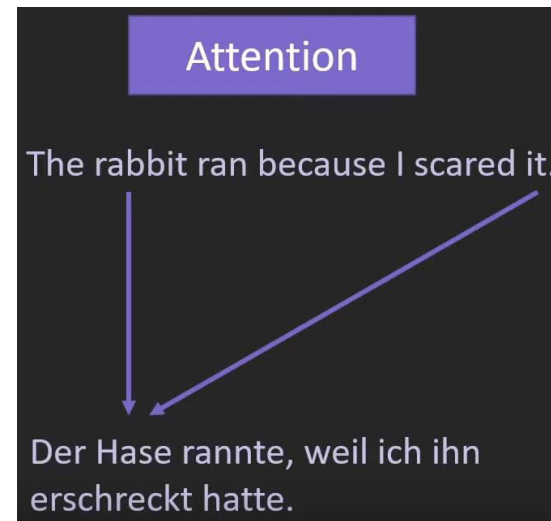 Attention
The rabbit ran because I scared it.
Der Hase rannte, weil ich ihn
erschreckt hatte.